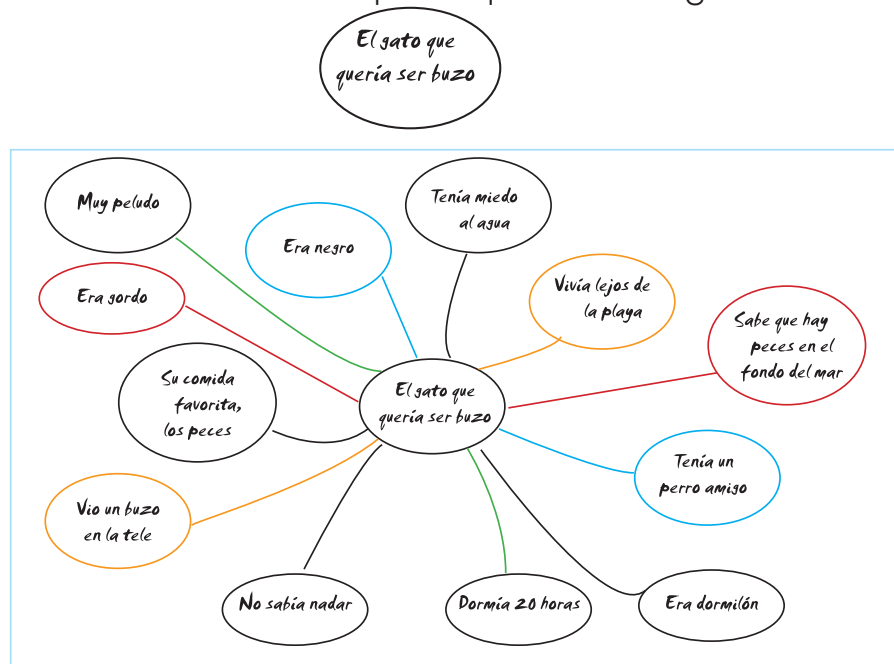 El gato que
quería ser buzo
Muy peludo
Era negro
Tenía miedo
al agua
Era gordo
Vivía lejos de
la playa
Sabe que hay
peces en el
fondo del mar
Su comida
favorita,
los peces
El gato que
quería ser buzo
Tenía un
perro amigo
Vio un buzo
en la tele
No sabía nadar
Dormía 20 horas
Era dormilón